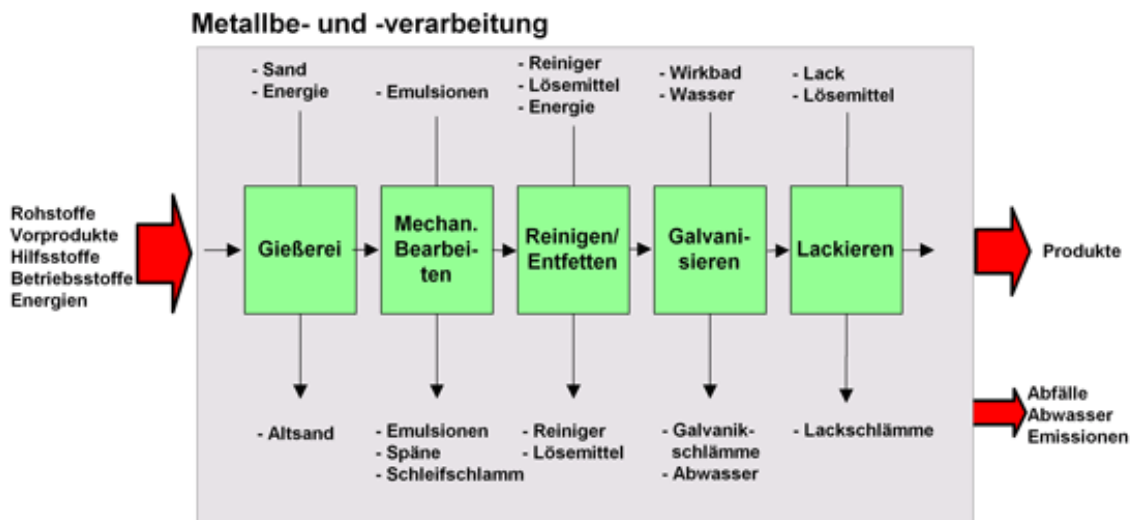 Metallbe- und -verarbeitung
- Sand
- Energie
- Emulsionen
- Reiniger
- Lösemittel
- Energie
- Wirkbad
- Wasser
- Lack
- Lösemittel
Rohstoffe
Vorprodukte
Hilfsstoffe
Betriebsstoffe
Energien
Gießerei
Mechan.
Bearbei-
ten
Reinigen/
Entfetten
Galvani-
sieren
Lackieren
Produkte
- Altsand
- Emulsionen
- Späne
- Schleifschlamm
- Reiniger
- Lösemittel
- Galvanik-
schlämme
- Abwasser
- Lackschlämme
Abfälle
Abwasser
Emissionen